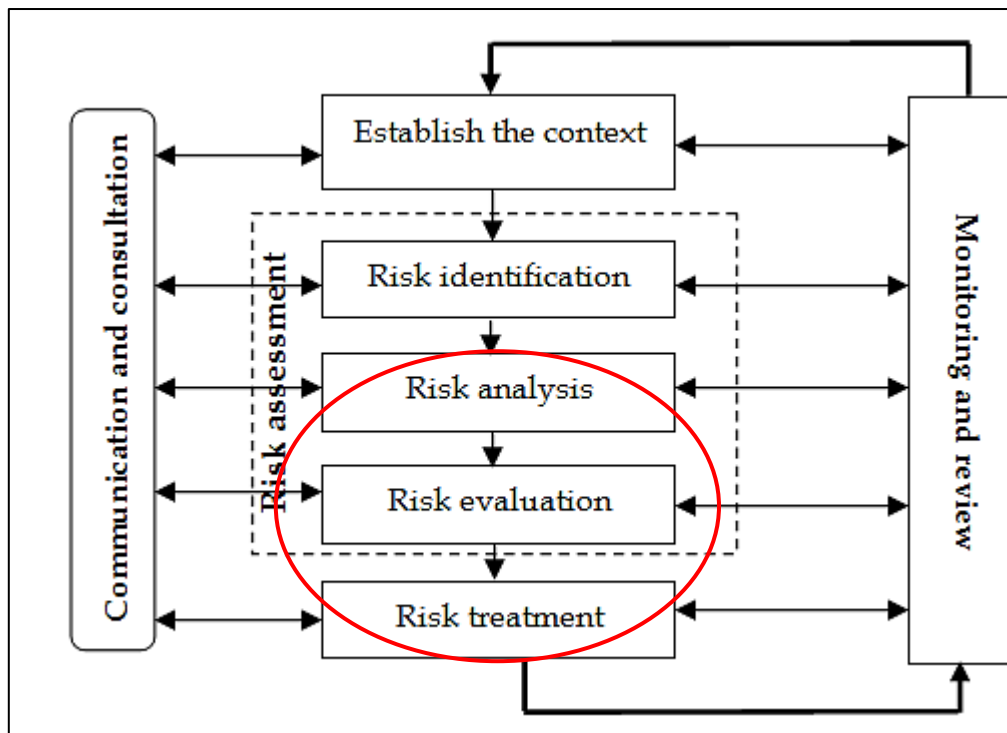 Communication and consultation
Establish the context
Risk assessment
Risk identification
Risk analysis
Risk evaluation
Risk treatment
Monitoring and review